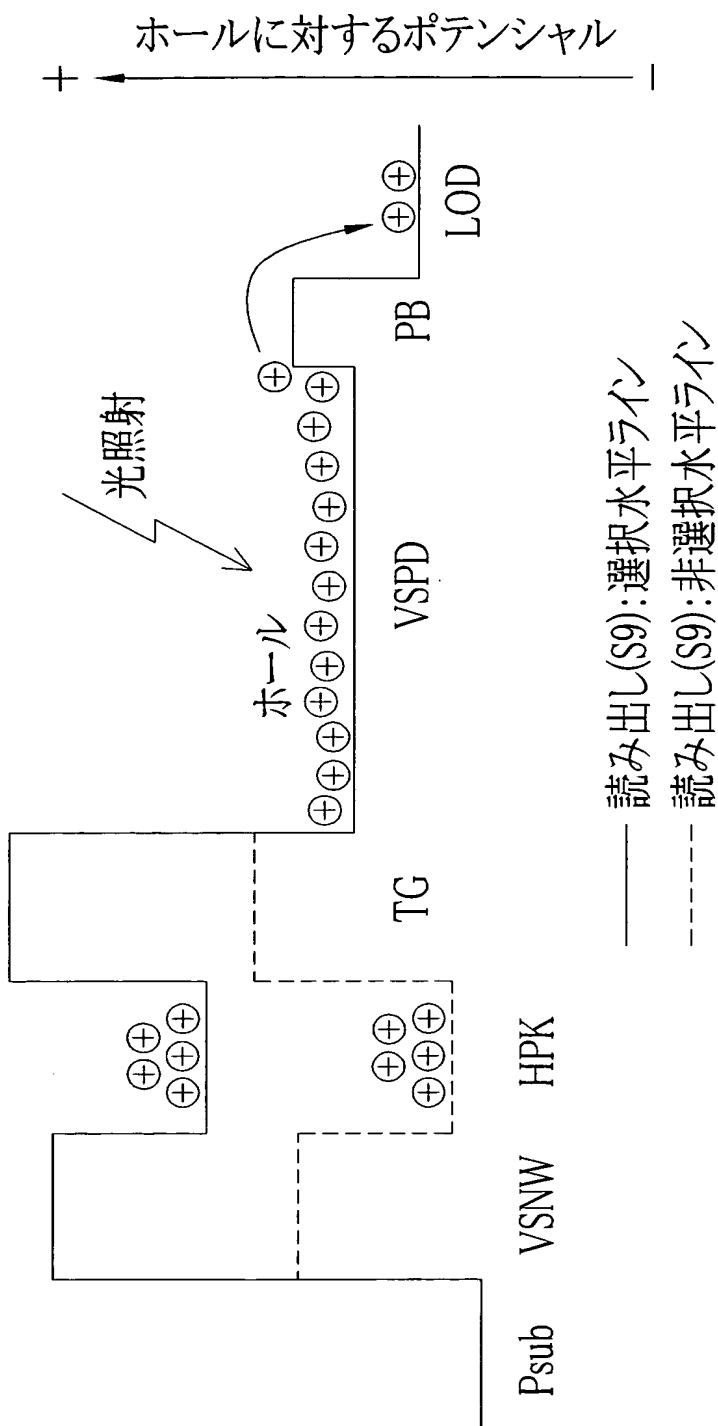 ホールに対するポテンシャル
+
−
光照射
ホール
Psub
VSNW
HPK
TG
VSPD
PB
LOD
読み出し(S9):選択水平ライン
読み出し(S9):非選択水平ライン